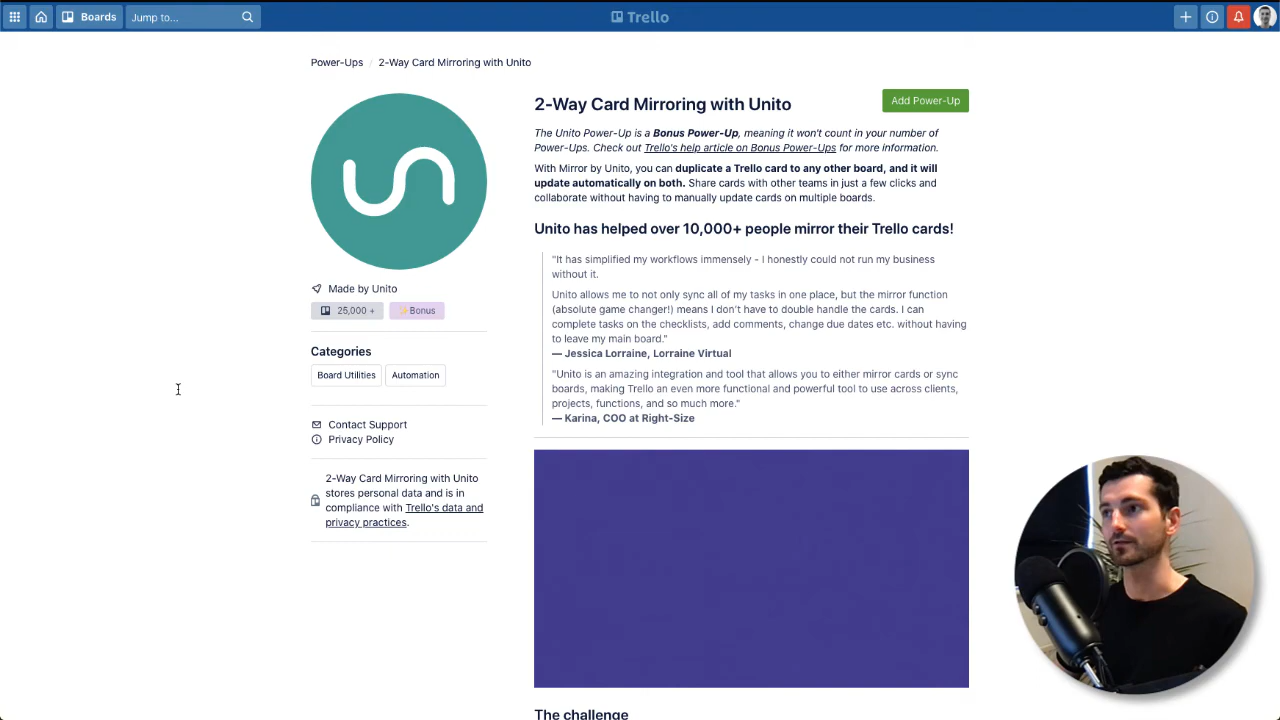 Boards
Jump to...
Trello
Power-Ups / 2-Way Card Mirroring with Unito
Made by Unito
25,000 +
✨Bonus
Categories
Board Utilities
Automation
Contact Support
Privacy Policy
2-Way Card Mirroring with Unito
stores personal data and is in
compliance with Trello's data and
privacy practices.
2-Way Card Mirroring with Unito
Add Power-Up
The Unito Power-Up is a Bonus Power-Up, meaning it won't count in your number of
Power-Ups. Check out Trello's help article on Bonus Power-Ups for more information.
With Mirror by Unito, you can duplicate a Trello card to any other board, and it will
update automatically on both. Share cards with other teams in just a few clicks and
collaborate without having to manually update cards on multiple boards.
Unito has helped over 10,000+ people mirror their Trello cards!
"It has simplified my workflows immensely - I honestly could not run my business
without it.
Unito allows me to not only sync all of my tasks in one place, but the mirror function
(absolute game changer!) means I don't have to double handle the cards. I can
complete tasks on the checklists, add comments, change due dates etc. without having
to leave my main board."
— Jessica Lorraine, Lorraine Virtual
"Unito is an amazing integration and tool that allows you to either mirror cards or sync
boards, making Trello an even more functional and powerful tool to use across clients,
projects, functions, and so much more."
— Karina, COO at Right-Size
The challenge